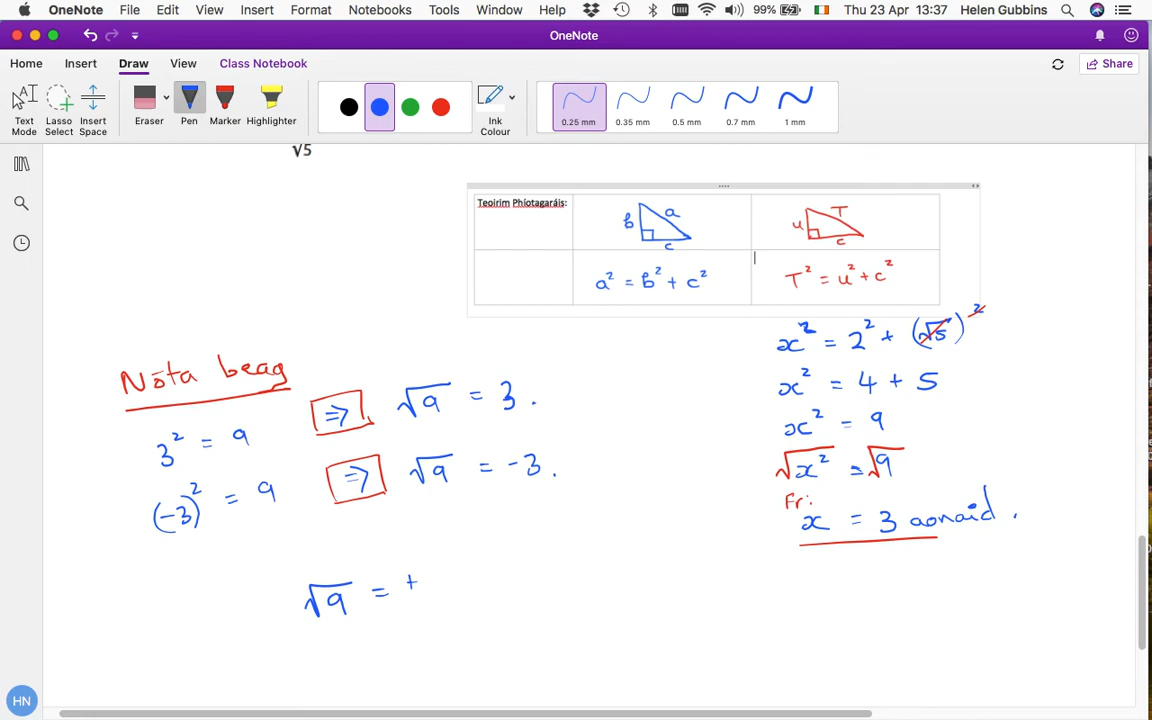 OneNote File Edit View Insert Format Notebooks Tools Window Help 99% Thu 23 Apr 13:37 Helen Gubbins
OneNote
Home Insert Draw View Class Notebook Share
Text Mode Lasso Select Insert Space Eraser Pen Marker Highlighter Ink Colour 0.25 mm 0.35 mm 0.5 mm 0.7 mm 1 mm
√5
Teoirim Phíotagaráis:
b a c
u T c
a² = b² + c²
T² = u² + c²
x² = 2² + (√5)²
x² = 4 + 5
x² = 9
√x² = √9
Fr:
x = 3 aonaid.
Nóta beag
3² = 9 ⇒ √9 = 3.
(-3)² = 9 ⇒ √9 = -3.
√9 = +
HN